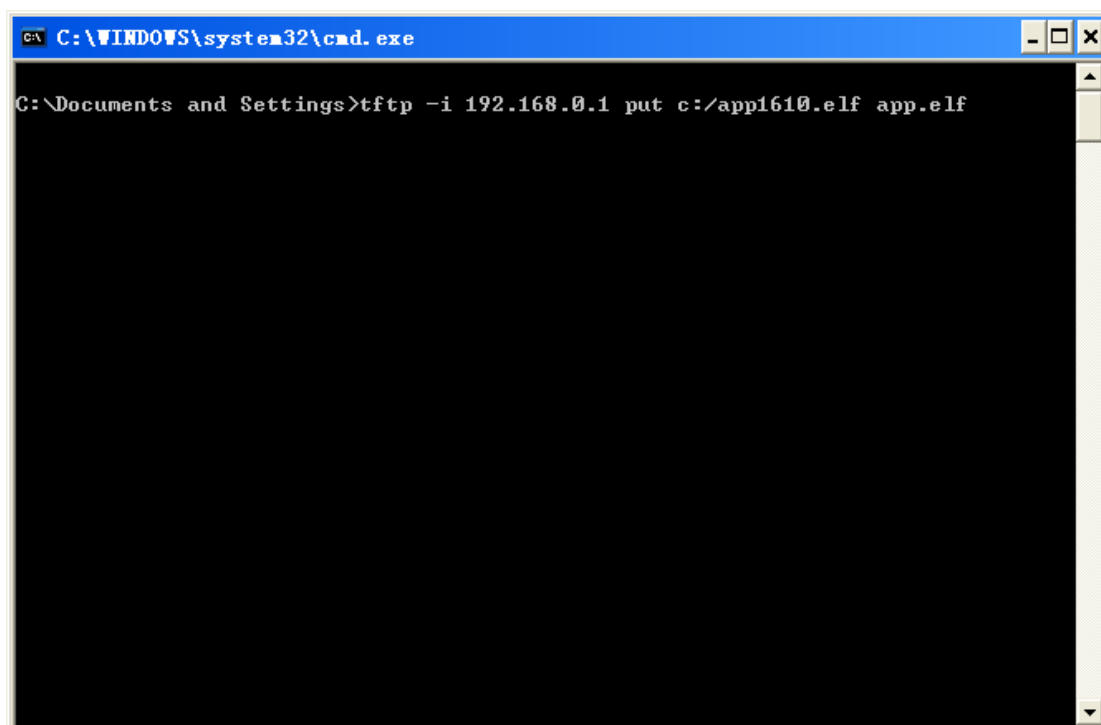 C:\WINDOWS\system32\cmd.exe
C:\Documents and Settings>tftp -i 192.168.0.1 put c:/app1610.elf app.elf